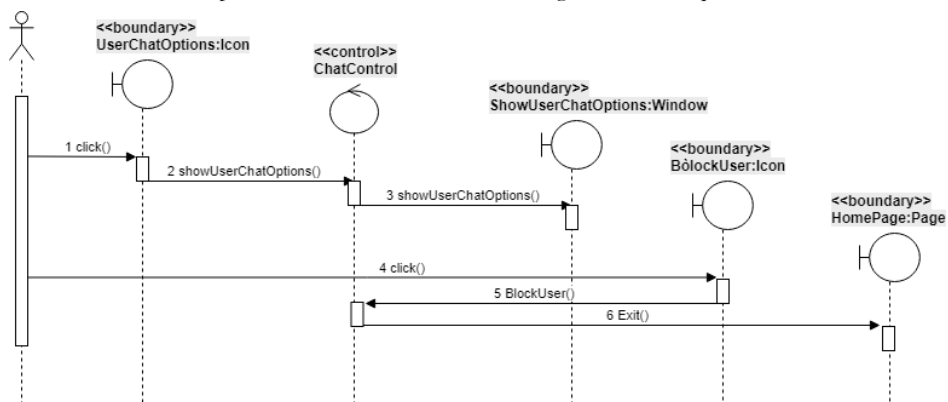 <<boundary>>
UserChatOptions:Icon
<<control>>
ChatControl
<<boundary>>
ShowUserChatOptions:Window
<<boundary>>
BòlockUser:Icon
<<boundary>>
HomePage:Page
1 click()
2 showUserChatOptions()
3 showUserChatOptions()
4 click()
5 BlockUser()
6 Exit()